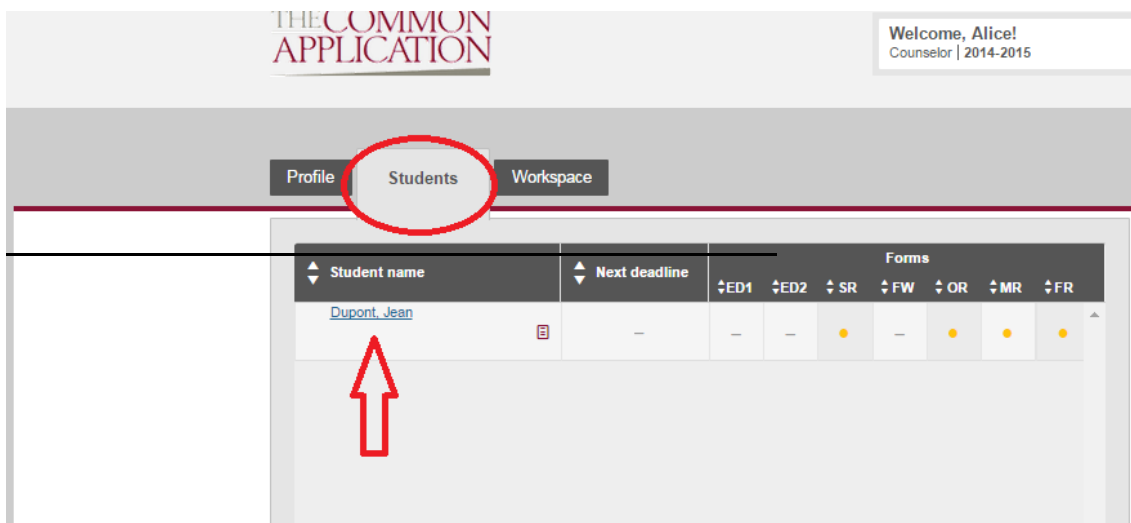 THE COMMON
APPLICATION
Welcome, Alice!
Counselor | 2014-2015
Profile
Students
Workspace
Student name
Next deadline
Forms
ED1
ED2
SR
FW
OR
MR
FR
Dupont, Jean
– – – –